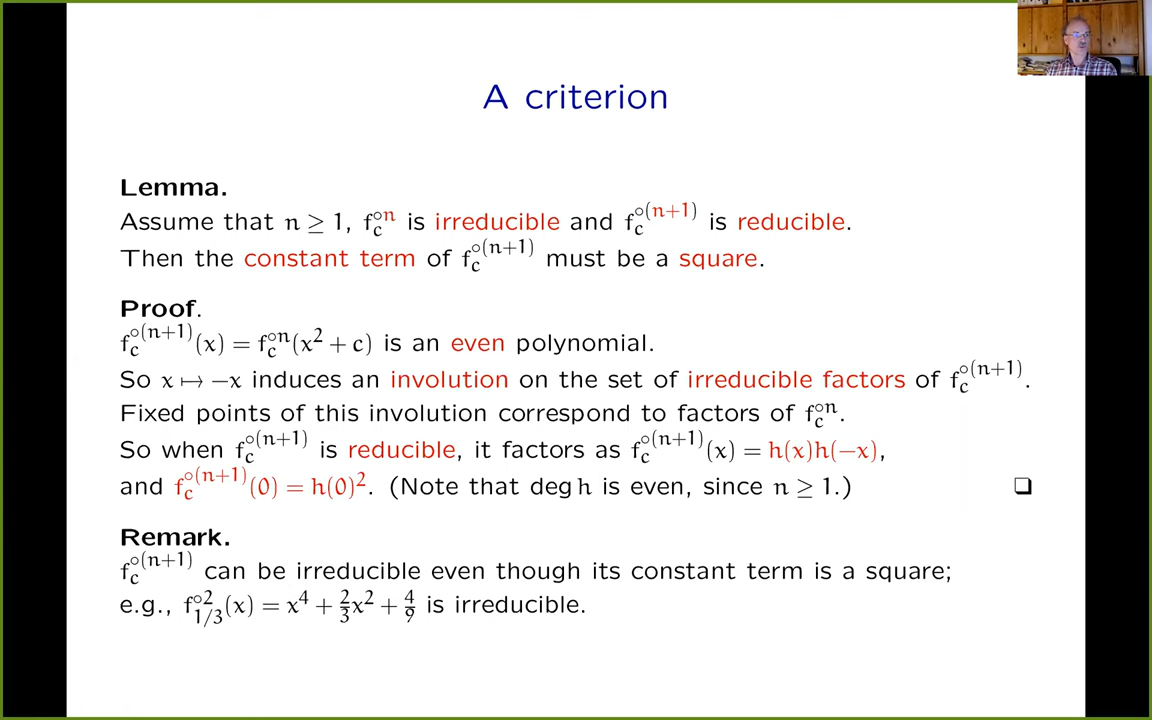 A criterion
Lemma.
Assume that n ≥ 1, f_c^{∘n} is irreducible and f_c^{∘(n+1)} is reducible.
Then the constant term of f_c^{∘(n+1)} must be a square.
Proof.
f_c^{∘(n+1)}(x) = f_c^{∘n}(x² + c) is an even polynomial.
So x ↦ −x induces an involution on the set of irreducible factors of f_c^{∘(n+1)}.
Fixed points of this involution correspond to factors of f_c^{∘n}.
So when f_c^{∘(n+1)} is reducible, it factors as f_c^{∘(n+1)}(x) = h(x)h(−x),
and f_c^{∘(n+1)}(0) = h(0)². (Note that deg h is even, since n ≥ 1.) ❑
Remark.
f_c^{∘(n+1)} can be irreducible even though its constant term is a square;
e.g., f_{1/3}^{∘2}(x) = x⁴ + 2/3 x² + 4/9 is irreducible.